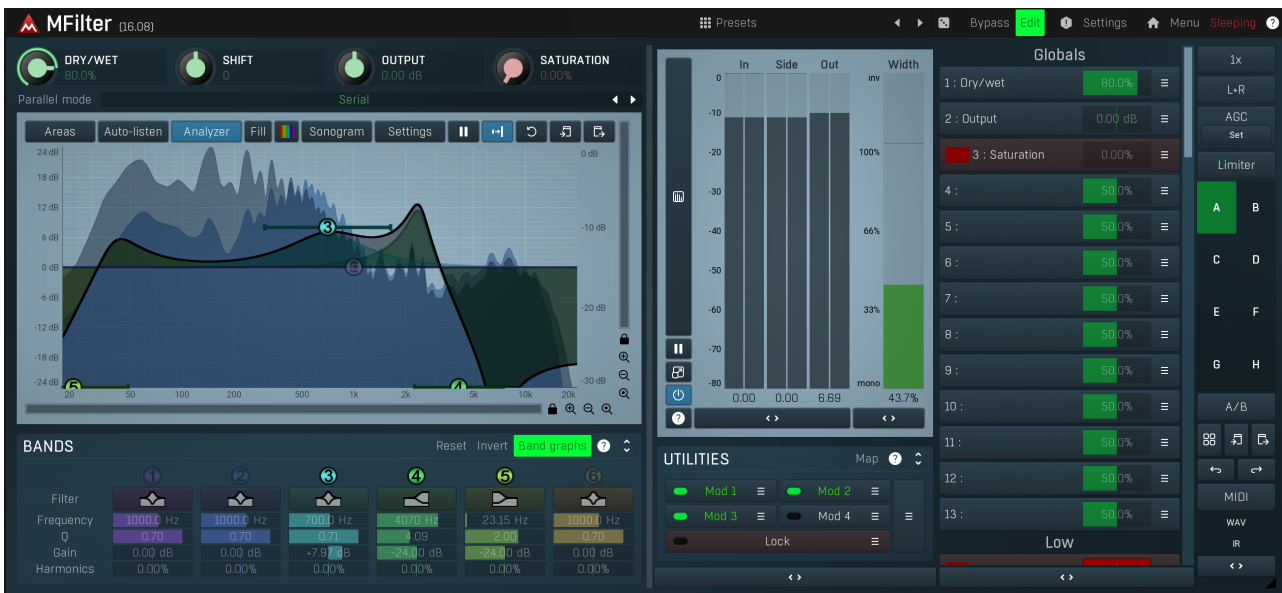 MFilter (16.08)
Presets
Bypass Edit Settings Menu Sleeping ?
DRY/WET
80.0%
SHIFT
0
OUTPUT
0.00 dB
SATURATION
0.00%
Parallel mode Serial
Areas Auto-listen Analyzer Fill Sonogram Settings
24 dB
18 dB
12 dB
6 dB
0 dB
-6 dB
-12 dB
-18 dB
-24 dB
0 dB
-10 dB
-20 dB
-30 dB
3
6
5
4
20 50 100 200 500 1k 2k 5k 10k 20k
BANDS Reset Invert Band graphs ?
1 2 3 4 5 6
Filter
Frequency 1000.0 Hz 1000.0 Hz 700.0 Hz 4070 Hz 23.15 Hz 1000.0 Hz
Q 0.70 0.70 0.71 4.09 2.00 0.70
Gain 0.00 dB 0.00 dB +7.97 dB -24.00 dB -24.00 dB 0.00 dB
Harmonics 0.00% 0.00% 0.00% 0.00% 0.00% 0.00%
In Side Out Width
0
-10
-20
-30
-40
-50
-60
-70
-80
inv
100%
66%
33%
mono
0.00 0.00 6.69 43.7%
?
UTILITIES Map ?
Mod 1 Mod 2
Mod 3 Mod 4
Lock
Globals
1 : Dry/wet 80.0%
2 : Output 0.00 dB
3 : Saturation 0.00%
4 : 50.0%
5 : 50.0%
6 : 50.0%
7 : 50.0%
8 : 50.0%
9 : 50.0%
10 : 50.0%
11 : 50.0%
12 : 50.0%
13 : 50.0%
Low
1x
L+R
AGC
Set
Limiter
A B
C D
E F
G H
A/B
MIDI
WAV
IR